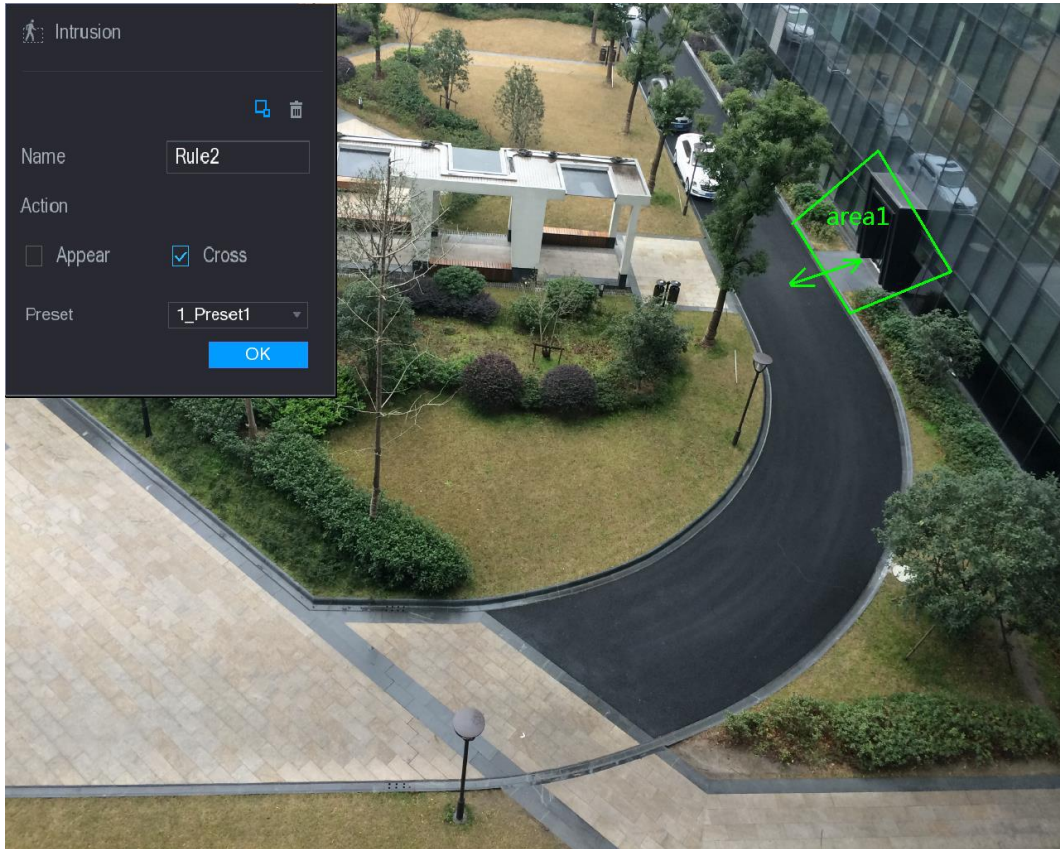 Intrusion
Name Rule2
Action
Appear Cross
Preset 1_Preset1
OK
area1